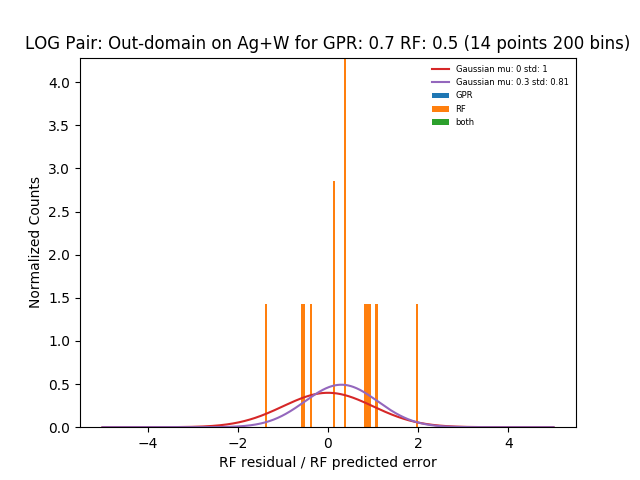 LOG Pair: Out-domain on Ag+W for GPR: 0.7 RF: 0.5 (14 points 200 bins)
Gaussian mu: 0 std: 1
Gaussian mu: 0.3 std: 0.81
GPR
RF
both
Normalized Counts
4.0
3.5
3.0
2.5
2.0
1.5
1.0
0.5
0.0
−4 −2 0 2 4
RF residual / RF predicted error